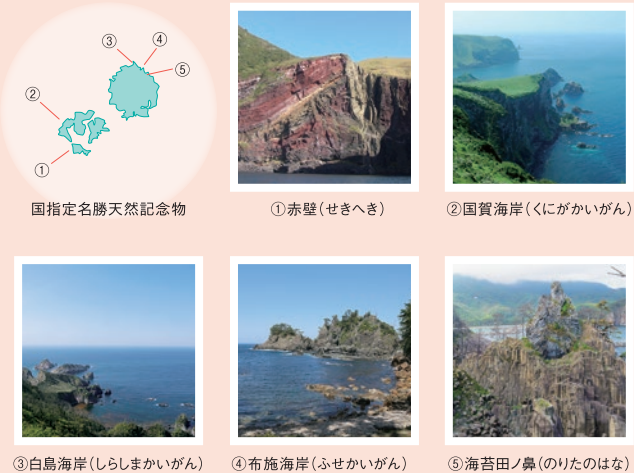 ③ ④
⑤
②
①
国指定名勝天然記念物
①赤壁(せきへき)
②国賀海岸(くにがかいがん)
③白島海岸(しらしまかいがん)
④布施海岸(ふせかいがん)
⑤海苔田ノ鼻(のりたのはな)